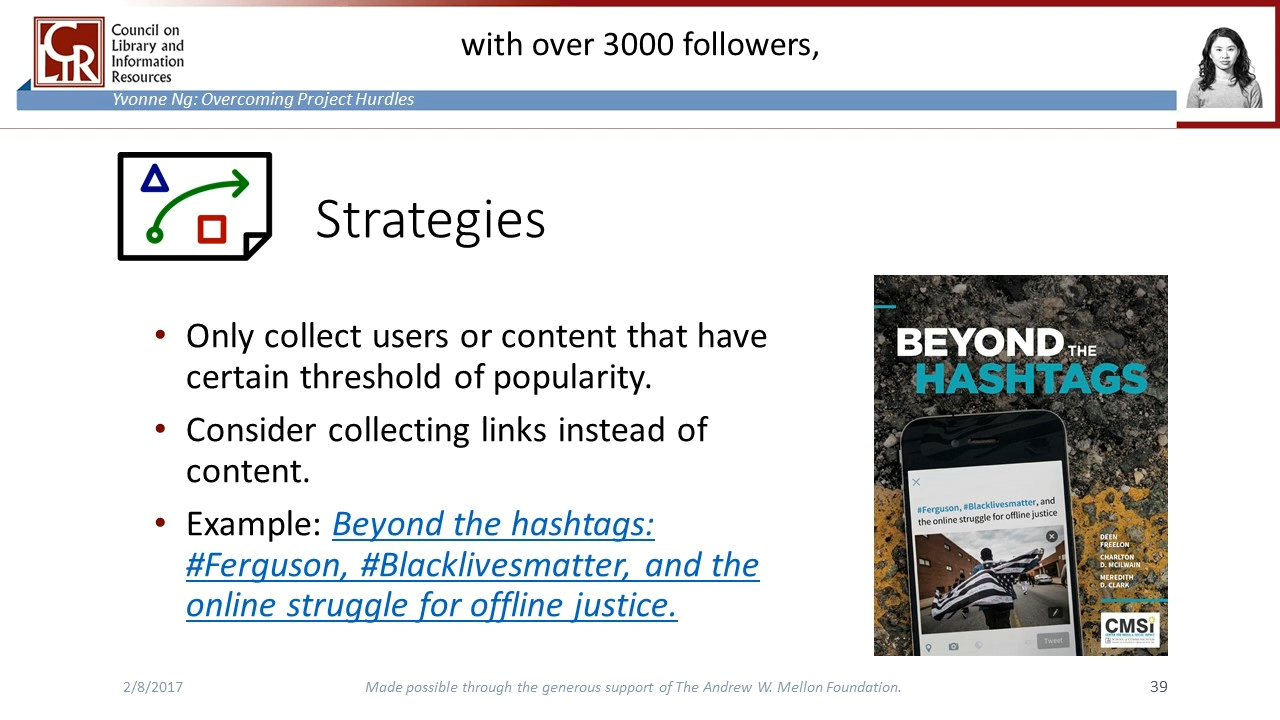 Council on
Library and
Information
Resources
CLIR
with over 3000 followers,
Yvonne Ng: Overcoming Project Hurdles
Strategies
• Only collect users or content that have
certain threshold of popularity.
• Consider collecting links instead of
content.
• Example: Beyond the hashtags:
#Ferguson, #Blacklivesmatter, and the
online struggle for offline justice.
BEYOND THE
HASHTAGS
#Ferguson, #Blacklivesmatter, and
the online struggle for offline justice
DEEN
FREELON
CHARLTON
D. MCILWAIN
MEREDITH
D. CLARK
Tweet
CMSi
2/8/2017
Made possible through the generous support of The Andrew W. Mellon Foundation.
39